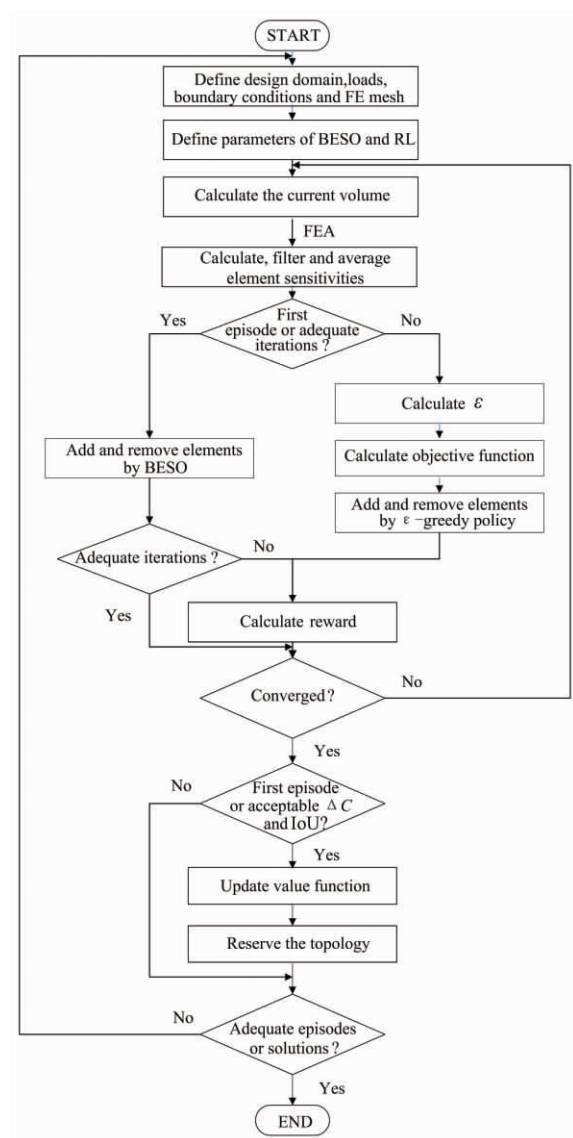 START
Define design domain,loads,
boundary conditions and FE mesh
Define parameters of BESO and RL
Calculate the current volume
FEA
Calculate, filter and average
element sensitivities
Yes
First
episode or adequate
iterations ?
No
Calculate ε
Add and remove elements
by BESO
Calculate objective function
Add and remove elements
by ε-greedy policy
Adequate iterations ?
No
Yes
Calculate reward
Converged ?
No
Yes
No
First episode
or acceptable Δ C
and IoU?
Yes
Update value function
Reserve the topology
No
Adequate episodes
or solutions ?
Yes
END